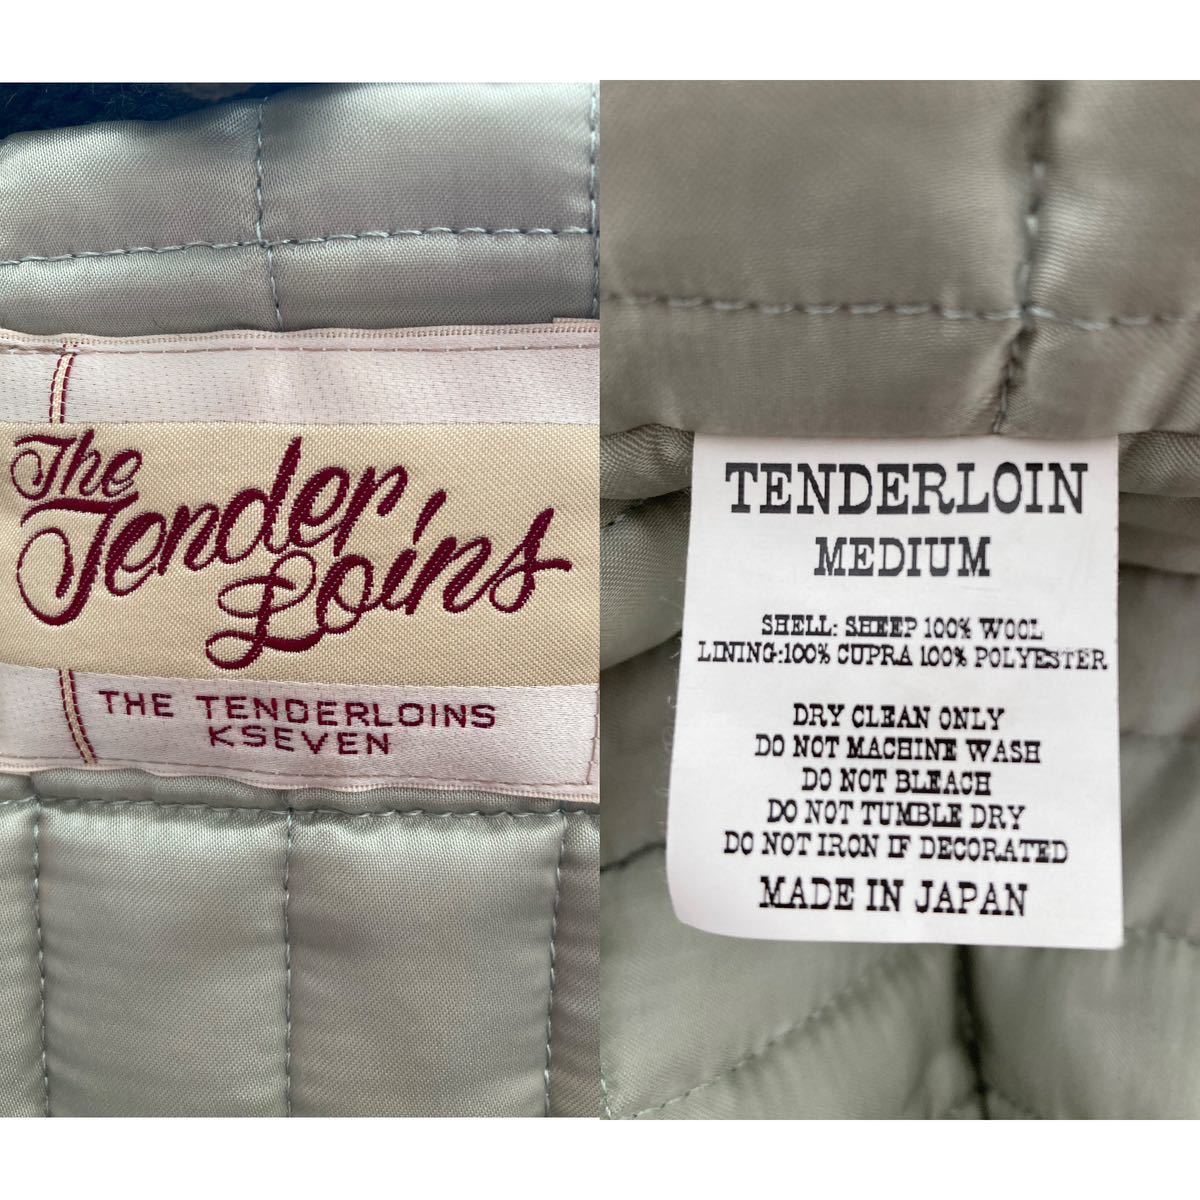 The
Tender
Loins
THE TENDERLOINS
KSEVEN
TENDERLOIN
MEDIUM
SHELL: SHEEP 100% WOOL
LINING:100% CUPRA 100% POLYESTER
DRY CLEAN ONLY
DO NOT MACHINE WASH
DO NOT BLEACH
DO NOT TUMBLE DRY
DO NOT IRON IF DECORATED
MADE IN JAPAN